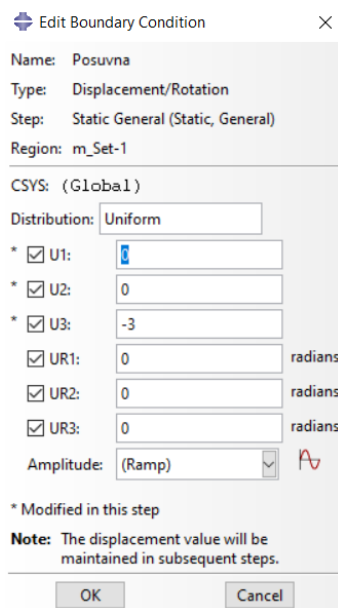 Edit Boundary Condition
Name: Posuvna
Type: Displacement/Rotation
Step: Static General (Static, General)
Region: m_Set-1
CSYS: (Global)
Distribution: Uniform
* U1: 0
* U2: 0
* U3: -3
UR1: 0 radians
UR2: 0 radians
UR3: 0 radians
Amplitude: (Ramp)
* Modified in this step
Note: The displacement value will be
maintained in subsequent steps.
OK Cancel